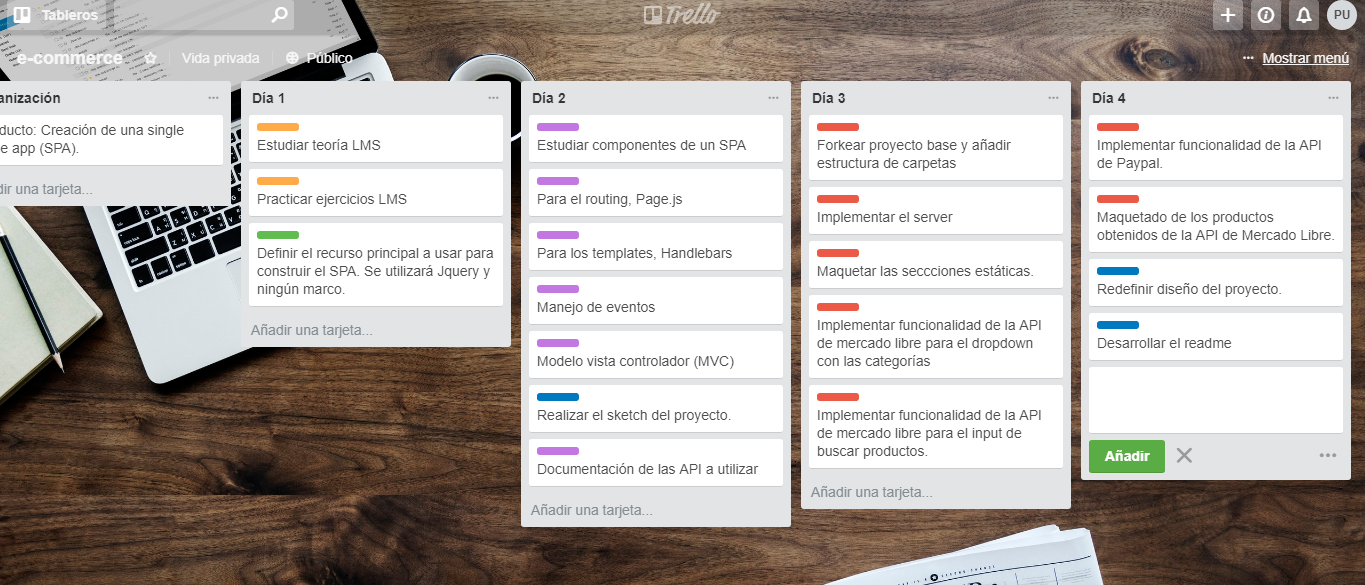 Tableros
Trello
PU
e-commerce
Vida privada
Público
Mostrar menú
anización
ducto: Creación de una single
e app (SPA).
dir una tarjeta...
Día 1
Estudiar teoría LMS
Practicar ejercicios LMS
Definir el recurso principal a usar para
construir el SPA. Se utilizará Jquery y
ningún marco.
Añadir una tarjeta...
Día 2
Estudiar componentes de un SPA
Para el routing, Page.js
Para los templates, Handlebars
Manejo de eventos
Modelo vista controlador (MVC)
Realizar el sketch del proyecto.
Documentación de las API a utilizar
Añadir una tarjeta...
Día 3
Forkear proyecto base y añadir
estructura de carpetas
Implementar el server
Maquetar las seccciones estáticas.
Implementar funcionalidad de la API
de mercado libre para el dropdown
con las categorías
Implementar funcionalidad de la API
de mercado libre para el input de
buscar productos.
Añadir una tarjeta...
Día 4
Implementar funcionalidad de la API
de Paypal.
Maquetado de los productos
obtenidos de la API de Mercado Libre.
Redefinir diseño del proyecto.
Desarrollar el readme
Añadir